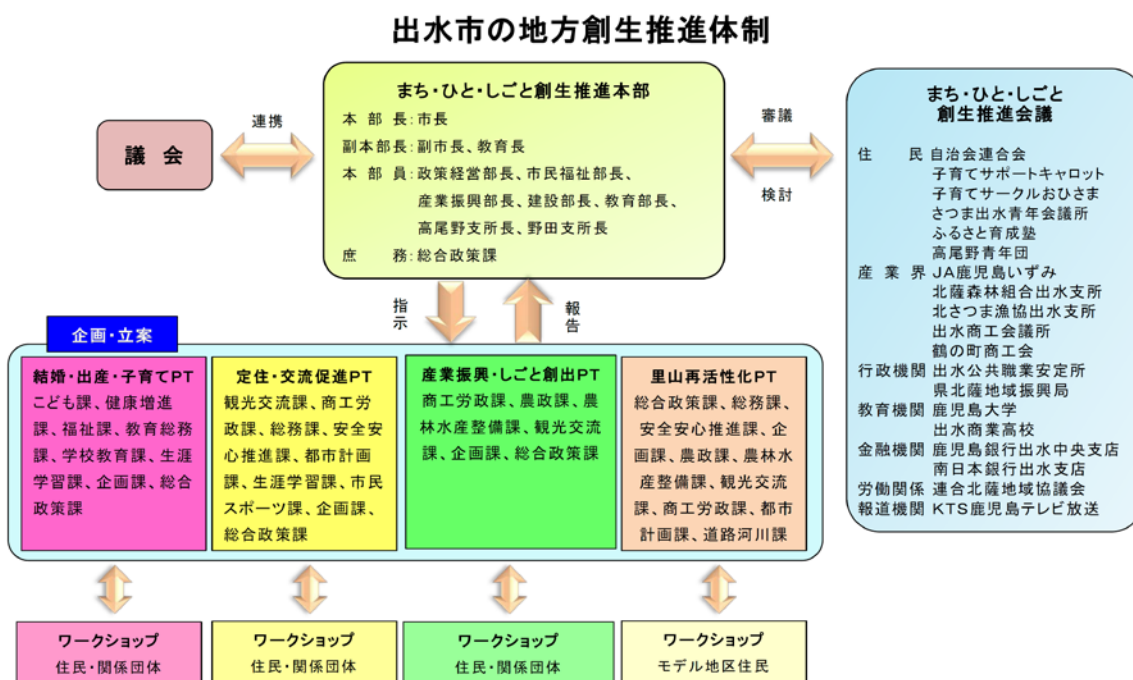 出水市の地方創生推進体制
まち・ひと・しごと創生推進本部
本部長:市長
副本部長:副市長、教育長
本部員:政策経営部長、市民福祉部長、
産業振興部長、建設部長、教育部長、
高尾野支所長、野田支所長
庶務:総合政策課
議会
連携
審議
検討
まち・ひと・しごと
創生推進会議
住民 自治会連合会
子育てサポートキャロット
子育てサークルおひさま
さつま出水青年会議所
ふるさと育成塾
高尾野青年団
産業界 JA鹿児島いずみ
北薩森林組合出水支所
北さつま漁協出水支所
出水商工会議所
鶴の町商工会
行政機関 出水公共職業安定所
県北薩地域振興局
教育機関 鹿児島大学
出水商業高校
金融機関 鹿児島銀行出水中央支店
南日本銀行出水支店
労働関係 連合北薩地域協議会
報道機関 KTS鹿児島テレビ放送
指示
報告
企画・立案
結婚・出産・子育てPT
こども課、健康増進
課、福祉課、教育総務
課、学校教育課、生涯
学習課、企画課、総合
政策課
定住・交流促進PT
観光交流課、商工労
政課、総務課、安全安
心推進課、都市計画
課、生涯学習課、市民
スポーツ課、企画課、
総合政策課
産業振興・しごと創出PT
商工労政課、農政課、農
林水産整備課、観光交流
課、企画課、総合政策課
里山再活性化PT
総合政策課、総務課、
安全安心推進課、企
画課、農政課、農林水
産整備課、観光交流
課、商工労政課、都市
計画課、道路河川課
ワークショップ
住民・関係団体
ワークショップ
住民・関係団体
ワークショップ
住民・関係団体
ワークショップ
モデル地区住民